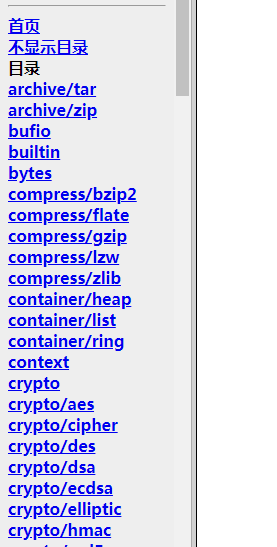 首页
不显示目录
目录
archive/tar
archive/zip
bufio
builtin
bytes
compress/bzip2
compress/flate
compress/gzip
compress/lzw
compress/zlib
container/heap
container/list
container/ring
context
crypto
crypto/aes
crypto/cipher
crypto/des
crypto/dsa
crypto/ecdsa
crypto/elliptic
crypto/hmac